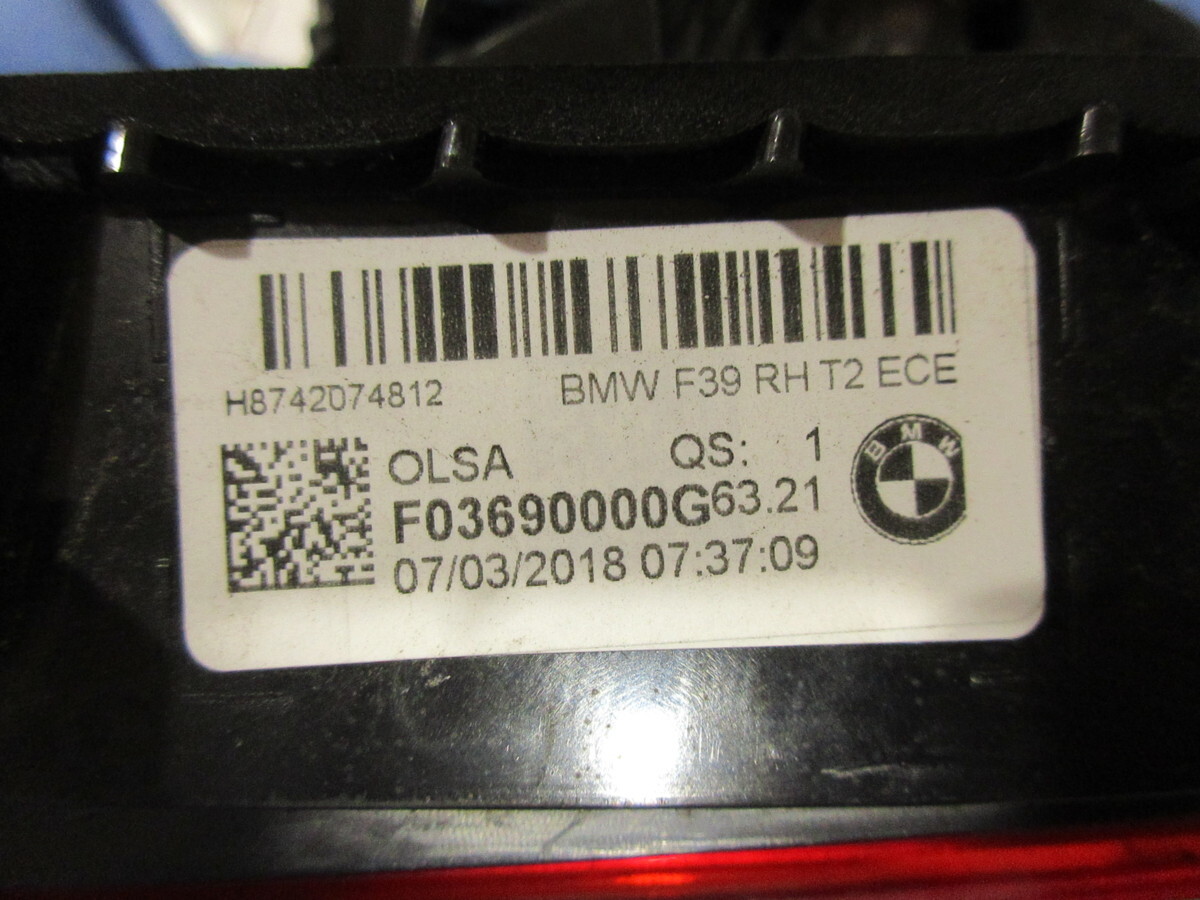 H8742074812 BMW F39 RH T2 ECE
OLSA QS: 1
F03690000G63.21
07/03/2018 07:37:09
BMW